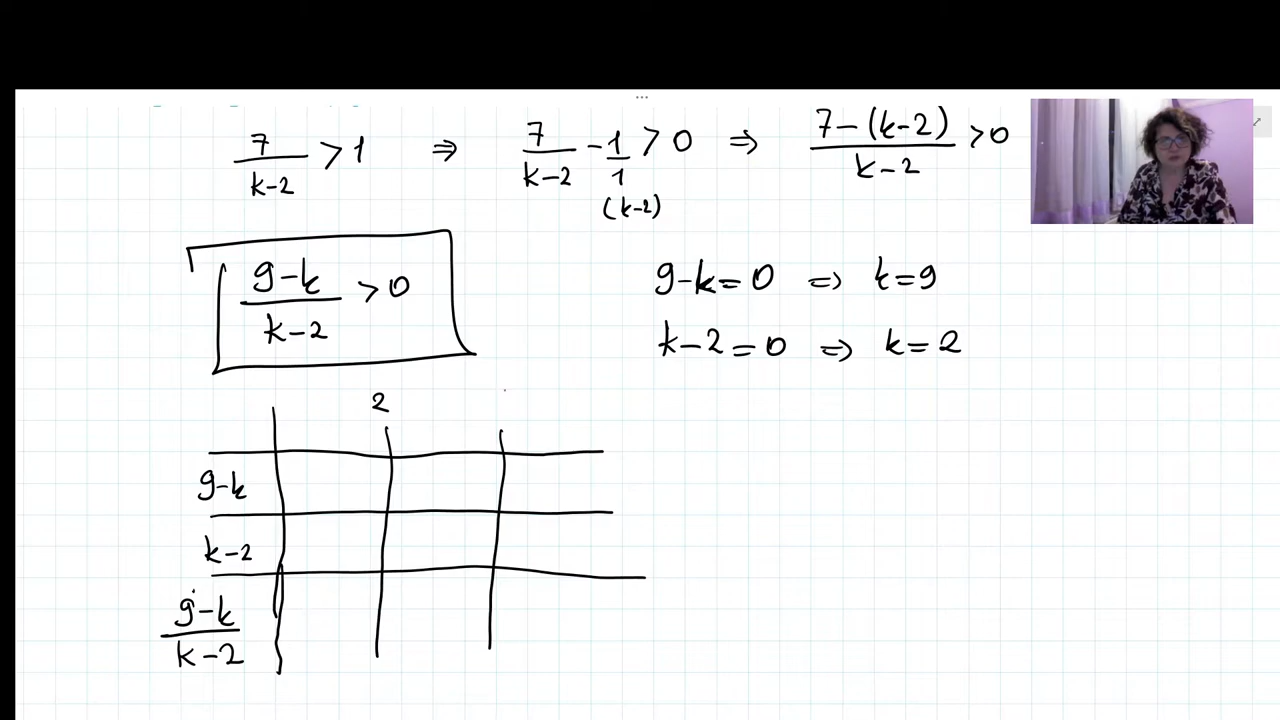 7/(k-2) > 1 ⇒ 7/(k-2) - 1/1 > 0 ⇒ (7-(k-2))/(k-2) > 0
(k-2)
(9-k)/(k-2) > 0
9-k=0 ⇒ k=9
k-2=0 ⇒ k=2
2
9-k
k-2
(9-k)/(k-2)